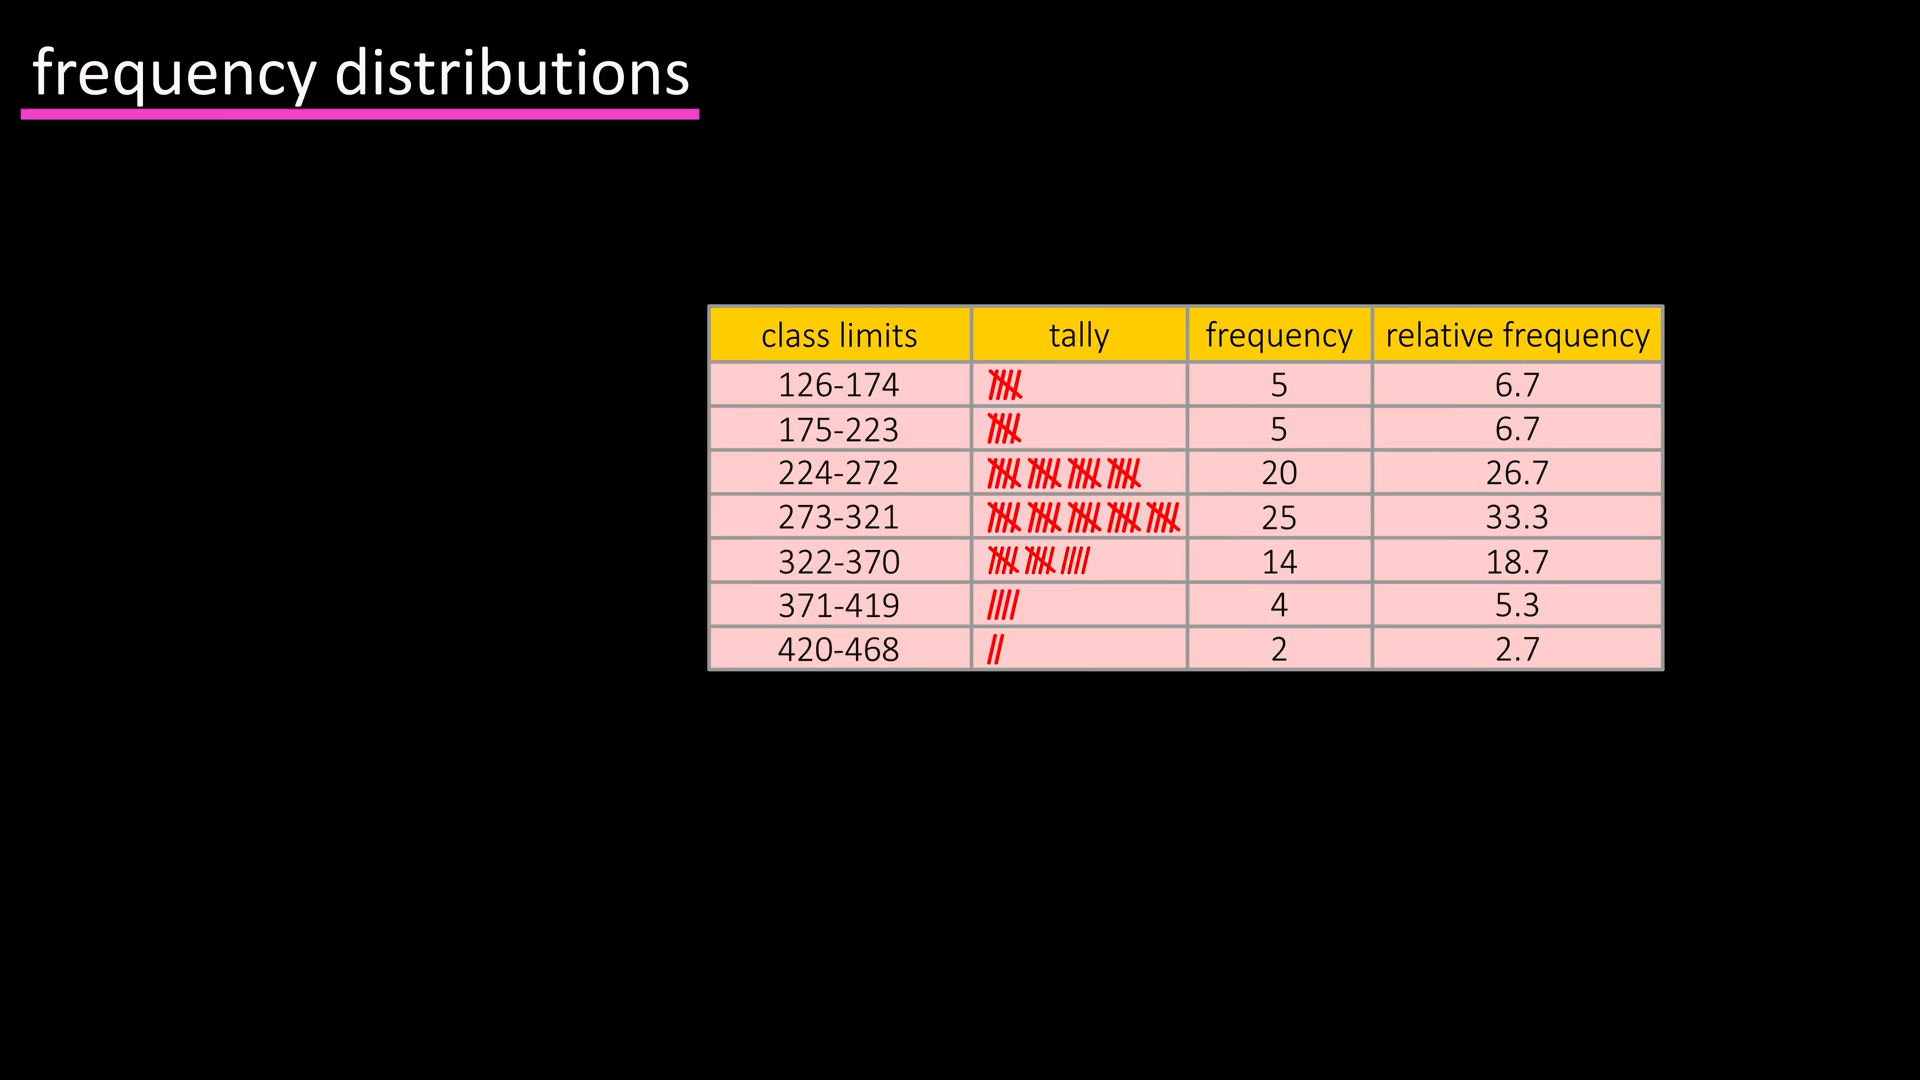 frequency distributions
class limits tally frequency relative frequency
126-174 5 6.7
175-223 5 6.7
224-272 20 26.7
273-321 25 33.3
322-370 14 18.7
371-419 4 5.3
420-468 2 2.7